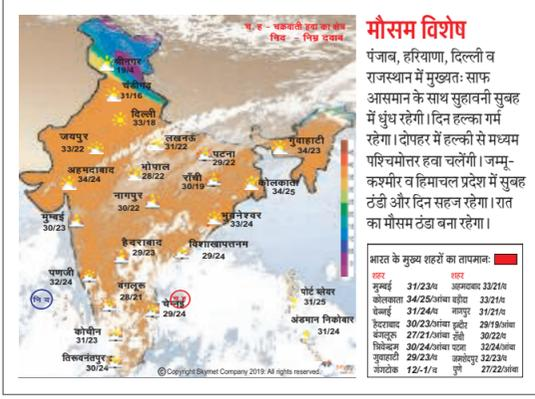 च. ह - चक्रवाती हवा का क्षेत्र
निद - निम्न दबाव
श्रीनगर
19/4
चंडीगढ़
31/16
दिल्ली
33/18
जयपुर
33/22
लखनऊ
31/22
गुवाहाटी
34/23
पटना
29/22
अहमदाबाद
34/24
भोपाल
28/22
राँची
30/19
कोलकाता
34/25
नागपुर
30/22
मुम्बई
30/23
भुवनेश्वर
33/24
हैदराबाद
29/23
विशाखापत्तनम
29/24
पणजी
32/24
बंगलूरू
28/21
चेन्नई
29/24
नि द
पोर्ट ब्लेयर
31/25
अंडमान निकोबार
31/24
कोचीन
31/23
तिरूवनंतपुर
30/24
© Copyright Skymet Company 2019: All rights reserved.
मौसम विशेष
पंजाब, हरियाणा, दिल्ली व
राजस्थान में मुख्यतः साफ
आसमान के साथ सुहावनी सुबह
में धुंध रहेगी। दिन हल्का गर्म
रहेगा। दोपहर में हल्की से मध्यम
पश्चिमोत्तर हवा चलेंगी। जम्मू-
कश्मीर व हिमाचल प्रदेश में सुबह
ठंडी और दिन सहज रहेगा। रात
का मौसम ठंडा बना रहेगा।
भारत के मुख्य शहरों का तापमान:
शहर शहर
मुम्बई 31/23/व अहमदाबाद 33/21/व
कोलकाता 34/25/आंबा बड़ौदा 33/21/व
चेन्नई 31/24/व नागपुर 31/21/व
हैदराबाद 30/23/आंबा इन्दौर 29/19/आंबा
बंगलूरू 27/21/आंबा राँची 30/22/व
त्रिवेन्द्रम 30/24/आंबा पटना 32/24/आंबा
गुवाहाटी 29/23/व जमशेदपुर 32/23/व
गंगटोक 12/-1/व पुणे 27/22/आंबा